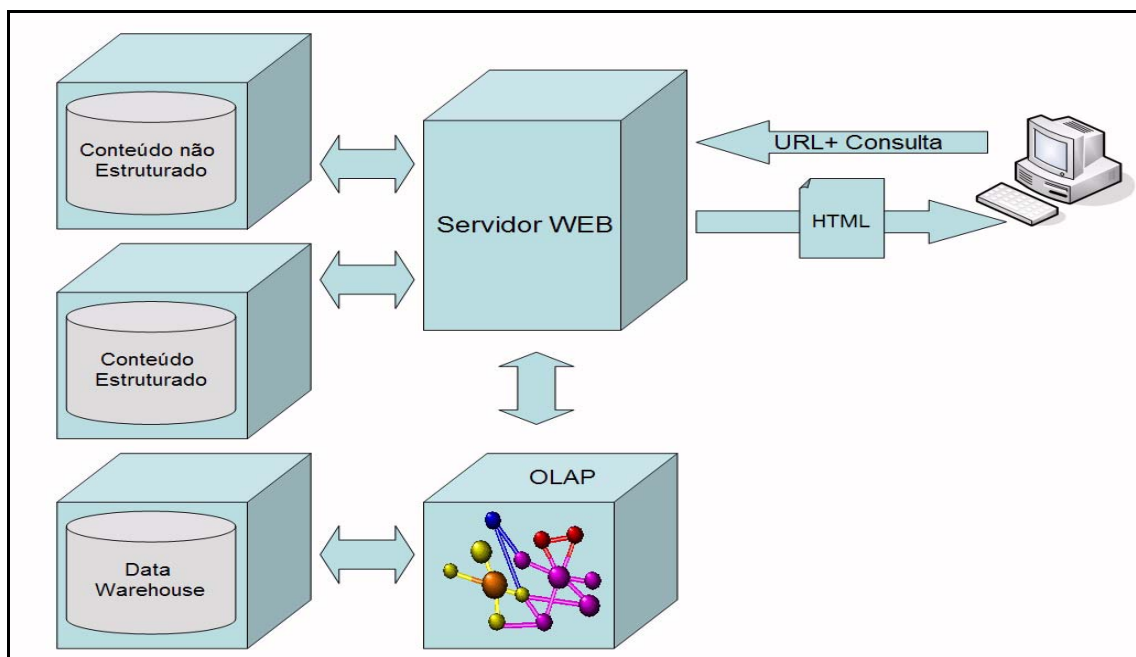 Conteúdo não
Estruturado
Servidor WEB
URL+ Consulta
HTML
Conteúdo
Estruturado
OLAP
Data
Warehouse